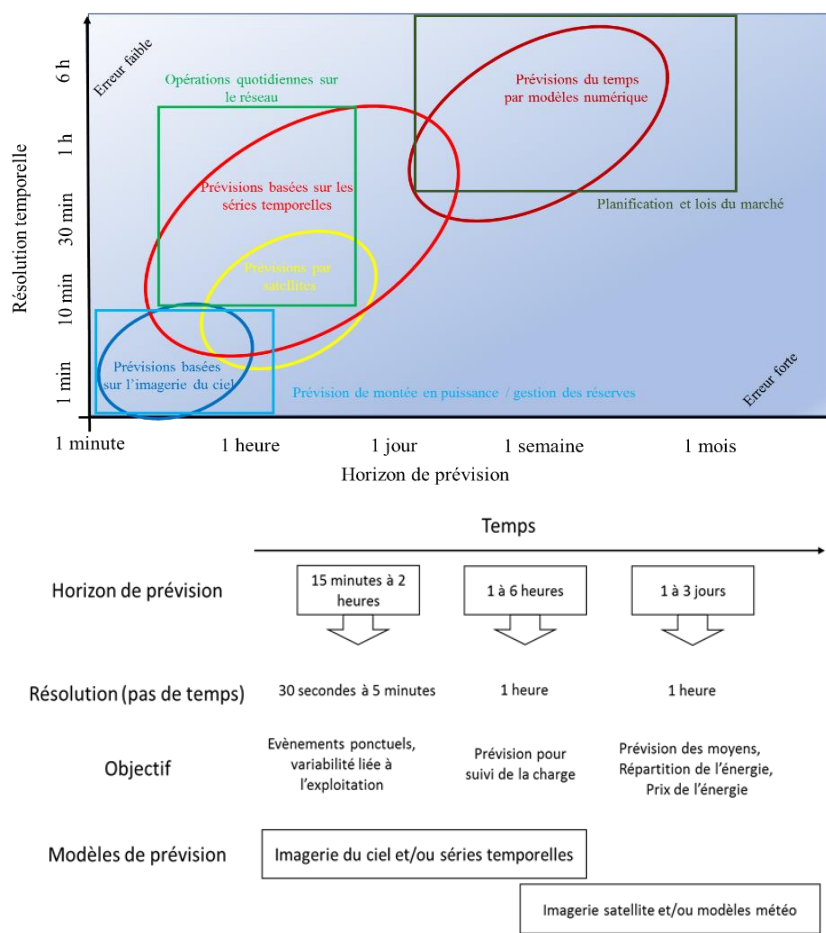 Erreur faible
Opérations quotidiennes sur
le réseau
Prévisions du temps
par modèles numérique
Prévisions basées sur les
séries temporelles
Planification et lois du marché
Prévisions par
satellites
Prévisions basées
sur l’imagerie du ciel
Prévision de montée en puissance / gestion des réserves
Erreur forte
Résolution temporelle
6 h
1 h
30 min
10 min
1 min
1 minute
1 heure
1 jour
1 semaine
1 mois
Horizon de prévision
Temps
Horizon de prévision
15 minutes à 2
heures
1 à 6 heures
1 à 3 jours
Résolution (pas de temps)
30 secondes à 5 minutes
1 heure
1 heure
Objectif
Evènements ponctuels,
variabilité liée à
l’exploitation
Prévision pour
suivi de la charge
Prévision des moyens,
Répartition de l’énergie,
Prix de l’énergie
Modèles de prévision
Imagerie du ciel et/ou séries temporelles
Imagerie satellite et/ou modèles météo